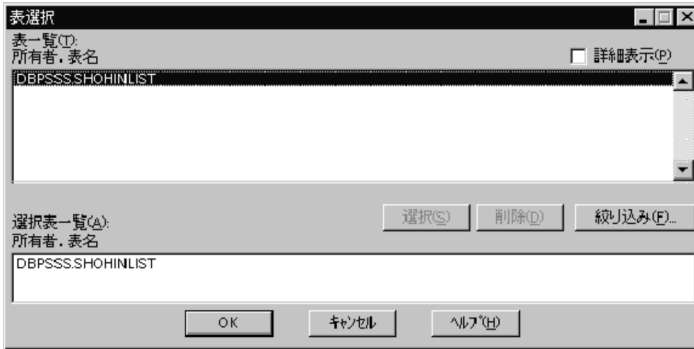 表選択
表一覧(T):
所有者.表名
詳細表示(P)
DBPSSS.SHOHINLIST
選択(S) 削除(D) 絞り込み(F)...
選択表一覧(A):
所有者.表名
DBPSSS.SHOHINLIST
OK キャンセル ヘルプ(H)